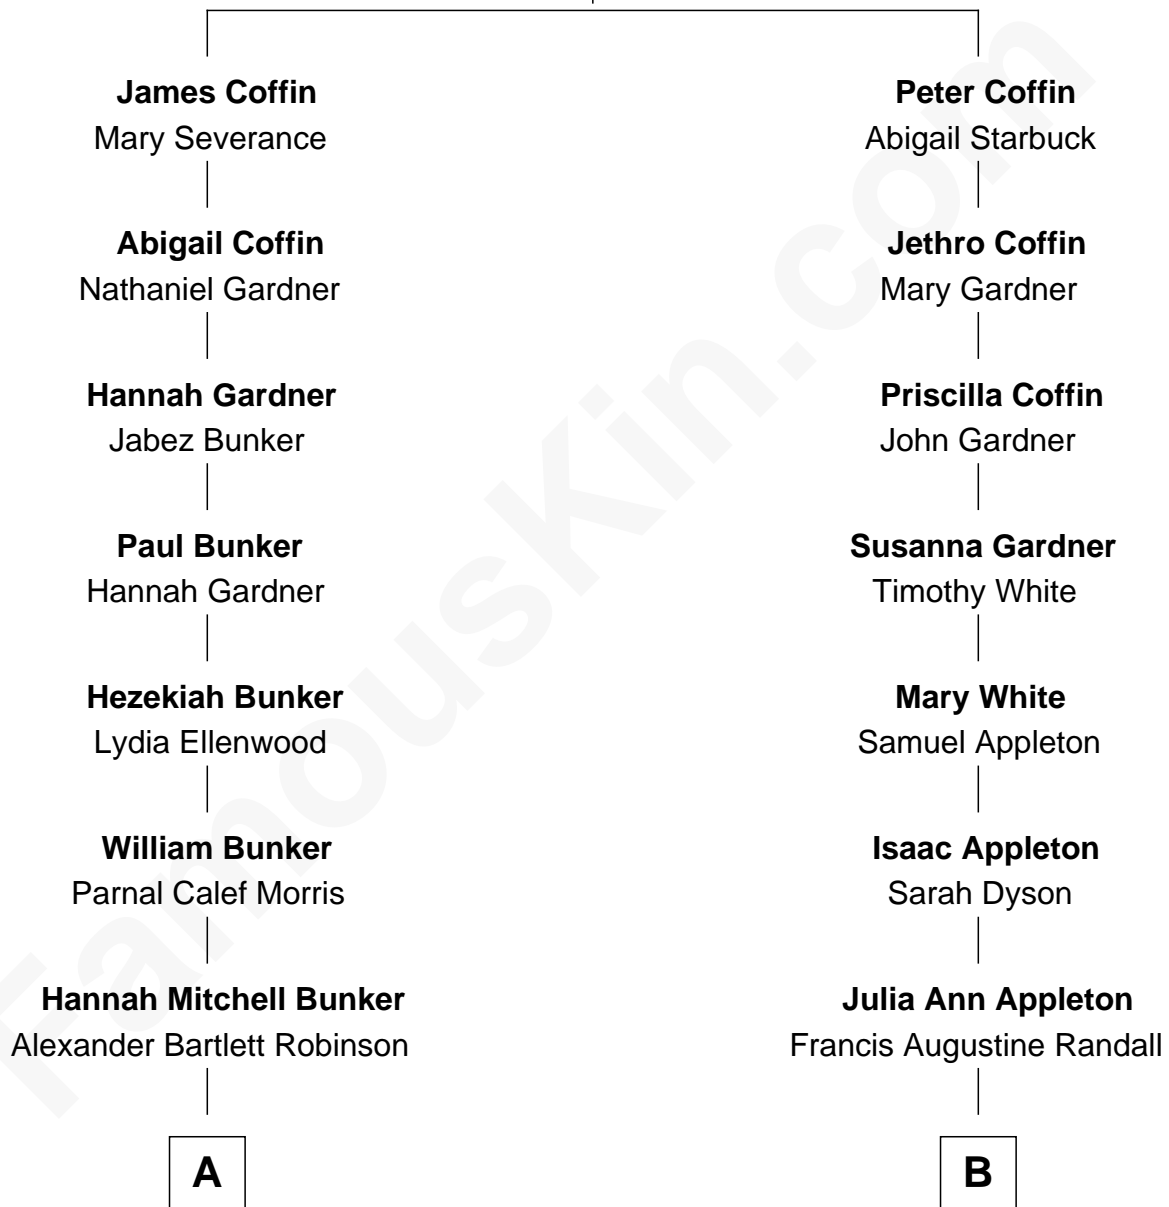 James Coffin
Mary Severance
Peter Coffin
Abigail Starbuck
Abigail Coffin
Nathaniel Gardner
Jethro Coffin
Mary Gardner
Hannah Gardner
Jabez Bunker
Priscilla Coffin
John Gardner
Paul Bunker
Hannah Gardner
Susanna Gardner
Timothy White
Hezekiah Bunker
Lydia Ellenwood
Mary White
Samuel Appleton
William Bunker
Parnal Calef Morris
Isaac Appleton
Sarah Dyson
Hannah Mitchell Bunker
Alexander Bartlett Robinson
Julia Ann Appleton
Francis Augustine Randall
A
B
FamousKin.com